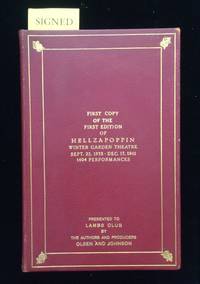 SIGNED
FIRST COPY
OF THE
FIRST EDITION
OF
HELLZAPOPPIN
WINTER GARDEN THEATRE
SEPT. 22, 1938 - DEC. 17, 1941
1404 PERFORMANCES
PRESENTED TO
LAMBS CLUB
BY
THE AUTHORS AND PRODUCERS
OLSEN AND JOHNSON